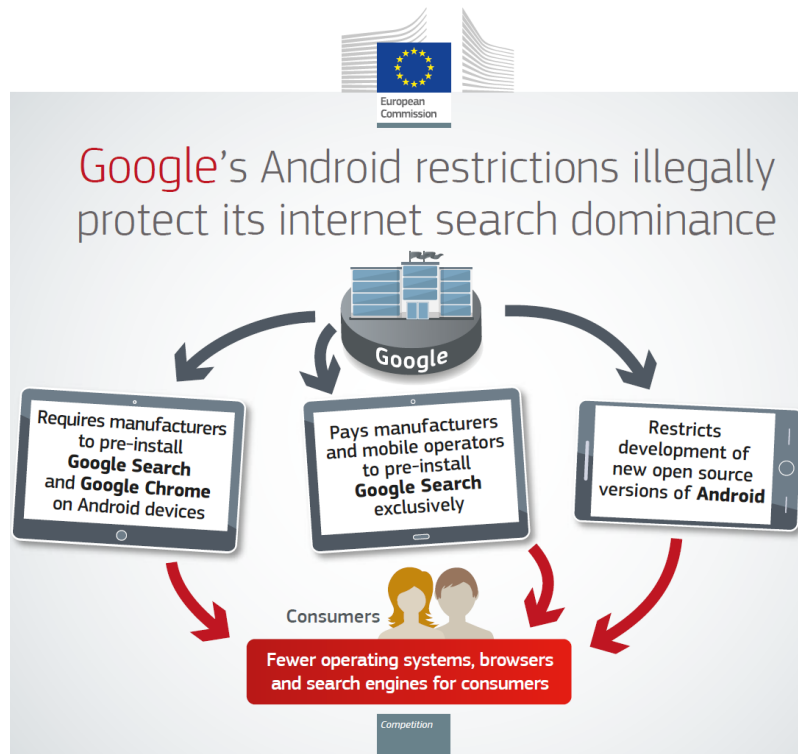 European
Commission
Google's Android restrictions illegally
protect its internet search dominance
Google
Requires manufacturers
to pre-install
Google Search
and Google Chrome
on Android devices
Pays manufacturers
and mobile operators
to pre-install
Google Search
exclusively
Restricts
development of
new open source
versions of Android
Consumers
Fewer operating systems, browsers
and search engines for consumers
Competition